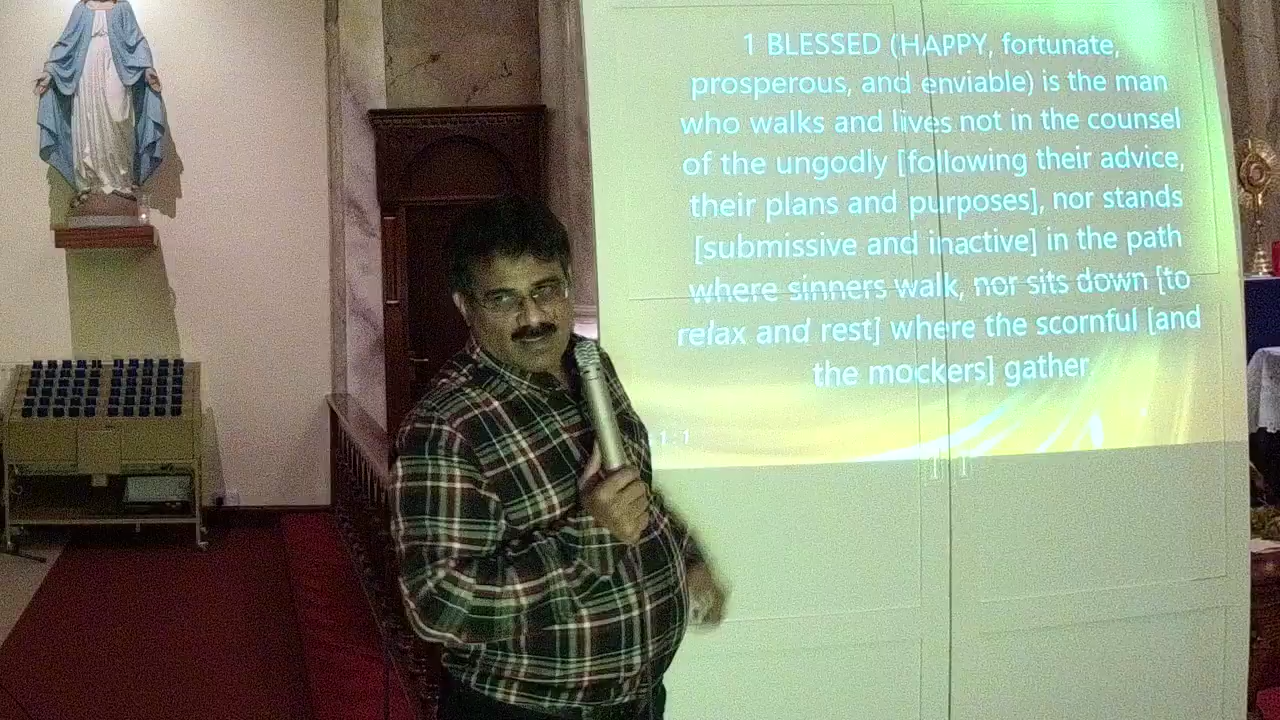 1 BLESSED (HAPPY, fortunate,
prosperous, and enviable) is the man
who walks and lives not in the counsel
of the ungodly [following their advice,
their plans and purposes], nor stands
[submissive and inactive] in the path
where sinners walk, nor sits down [to
relax and rest] where the scornful [and
the mockers] gather
1:1